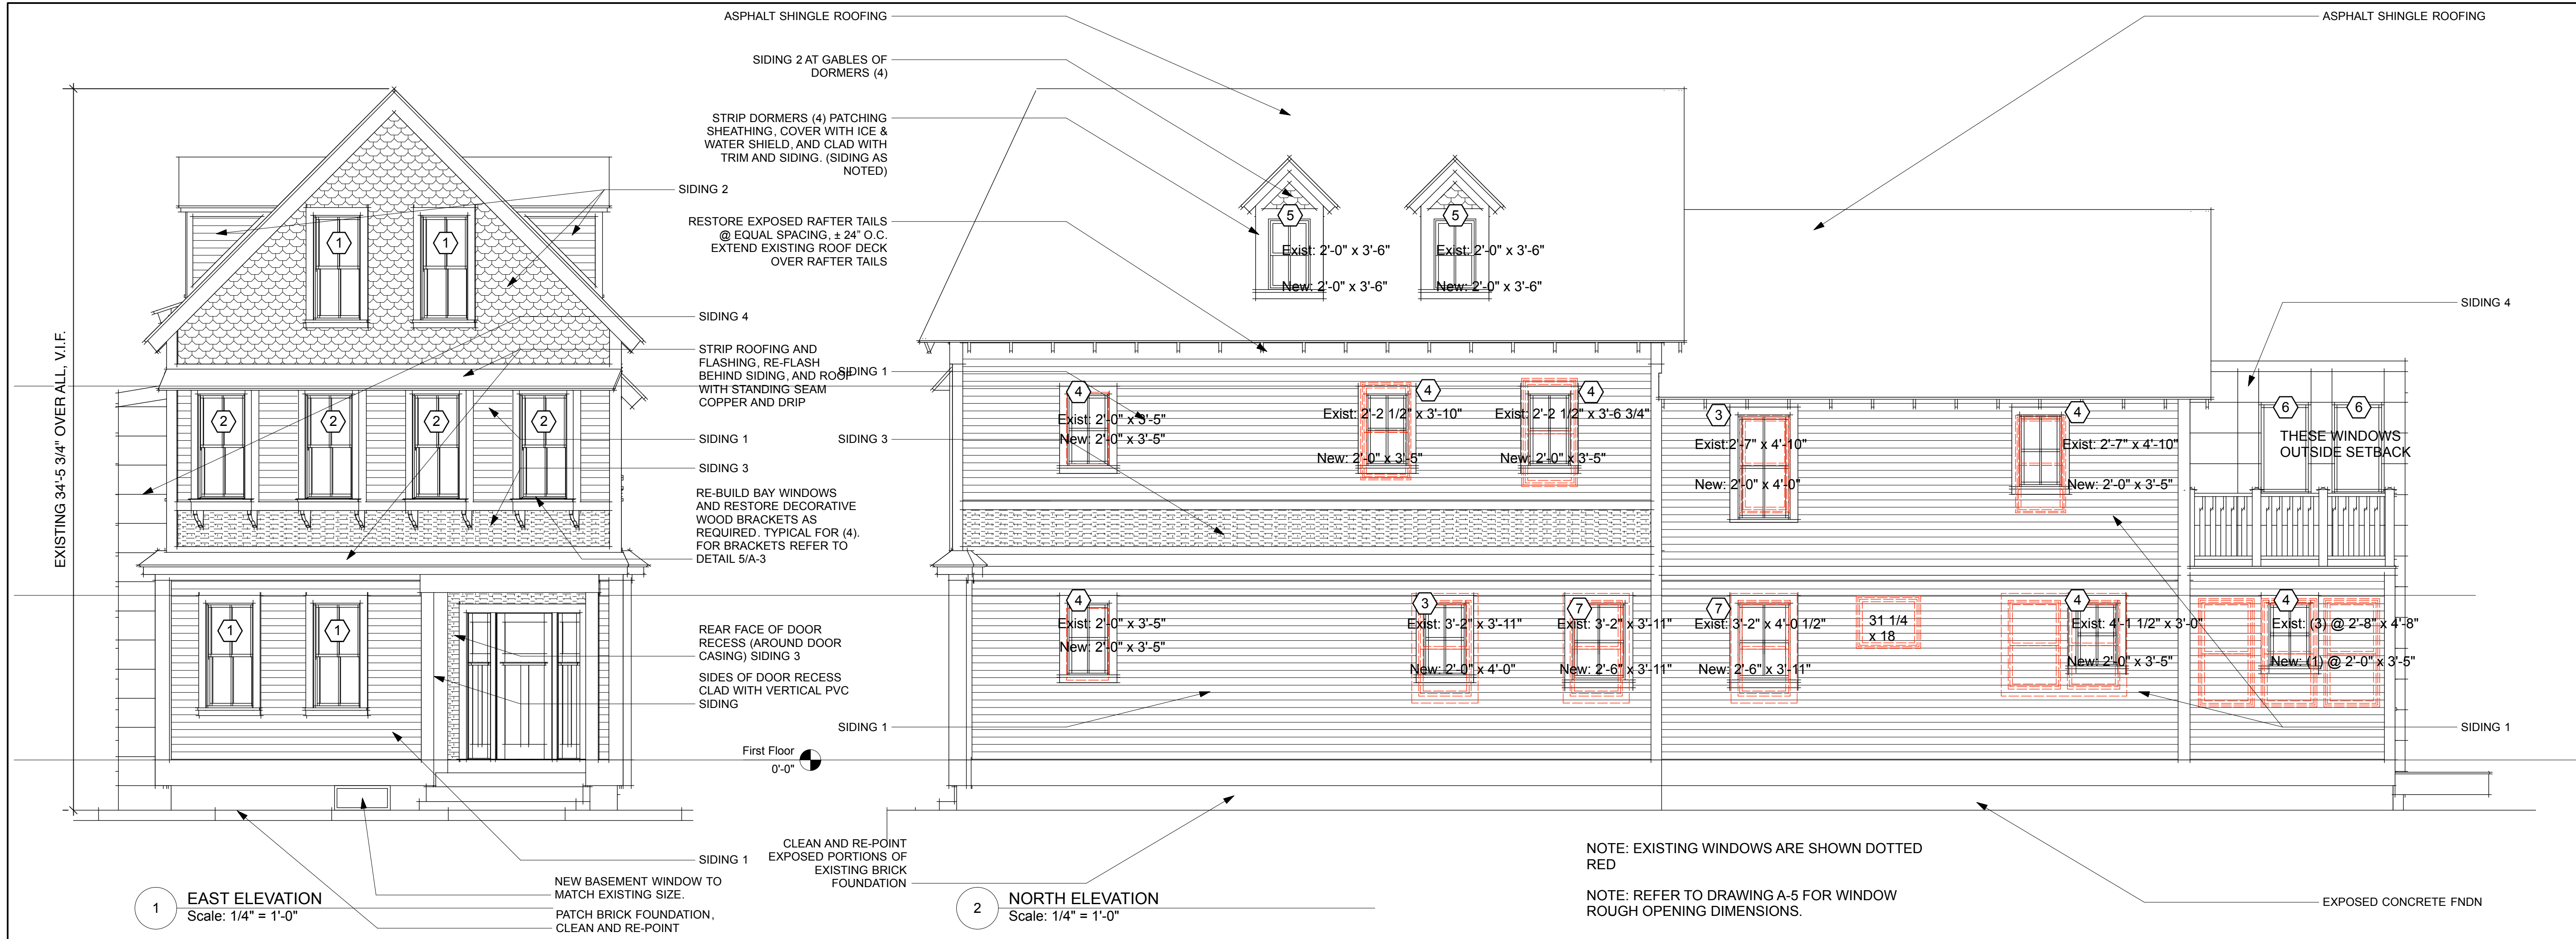 ASPHALT SHINGLE ROOFING
SIDING 2 AT GABLES OF
DORMERS (4)
STRIP DORMERS (4) PATCHING
SHEATHING, COVER WITH ICE &
WATER SHIELD, AND CLAD WITH
TRIM AND SIDING. (SIDING AS
NOTED)
SIDING 2
RESTORE EXPOSED RAFTER TAILS
@ EQUAL SPACING, ± 24" O.C.
EXTEND EXISTING ROOF DECK
OVER RAFTER TAILS
SIDING 4
STRIP ROOFING AND
FLASHING, RE-FLASH
BEHIND SIDING, AND ROOF
WITH STANDING SEAM
COPPER AND DRIP
SIDING 1
SIDING 3
RE-BUILD BAY WINDOWS
AND RESTORE DECORATIVE
WOOD BRACKETS AS
REQUIRED. TYPICAL FOR (4).
FOR BRACKETS REFER TO
DETAIL 5/A-3
REAR FACE OF DOOR
RECESS (AROUND DOOR
CASING) SIDING 3
SIDES OF DOOR RECESS
CLAD WITH VERTICAL PVC
SIDING
First Floor
0'-0"
SIDING 1
NEW BASEMENT WINDOW TO
MATCH EXISTING SIZE.
PATCH BRICK FOUNDATION,
CLEAN AND RE-POINT
EXISTING 34'-5 3/4" OVER ALL, V.I.F.
1
1
2
2
2
2
1
1
1
EAST ELEVATION
Scale: 1/4" = 1'-0"
SIDING 1
SIDING 3
SIDING 1
CLEAN AND RE-POINT
EXPOSED PORTIONS OF
EXISTING BRICK
FOUNDATION
5
Exist: 2'-0" x 3'-6"
New: 2'-0" x 3'-6"
5
Exist: 2'-0" x 3'-6"
New: 2'-0" x 3'-6"
4
Exist: 2'-0" x 3'-5"
New: 2'-0" x 3'-5"
4
Exist: 2'-2 1/2" x 3'-10"
New: 2'-0" x 3'-5"
4
Exist: 2'-2 1/2" x 3'-6 3/4"
New: 2'-0" x 3'-5"
3
Exist:2'-7" x 4'-10"
New: 2'-0" x 4'-0"
4
Exist: 2'-7" x 4'-10"
New: 2'-0" x 3'-5"
6
6
THESE WINDOWS
OUTSIDE SETBACK
4
Exist: 2'-0" x 3'-5"
New: 2'-0" x 3'-5"
3
Exist: 3'-2" x 3'-11"
New: 2'-0" x 4'-0"
7
Exist: 3'-2" x 3'-11"
New: 2'-6" x 3'-11"
7
Exist: 3'-2" x 4'-0 1/2"
New: 2'-6" x 3'-11"
31 1/4
x 18
4
Exist: 4'-1 1/2" x 3'-0"
New: 2'-0" x 3'-5"
4
Exist: (3) @ 2'-8" x 4'-8"
New: (1) @ 2'-0" x 3'-5"
ASPHALT SHINGLE ROOFING
SIDING 4
SIDING 1
EXPOSED CONCRETE FNDN
2
NORTH ELEVATION
Scale: 1/4" = 1'-0"
NOTE: EXISTING WINDOWS ARE SHOWN DOTTED
RED
NOTE: REFER TO DRAWING A-5 FOR WINDOW
ROUGH OPENING DIMENSIONS.